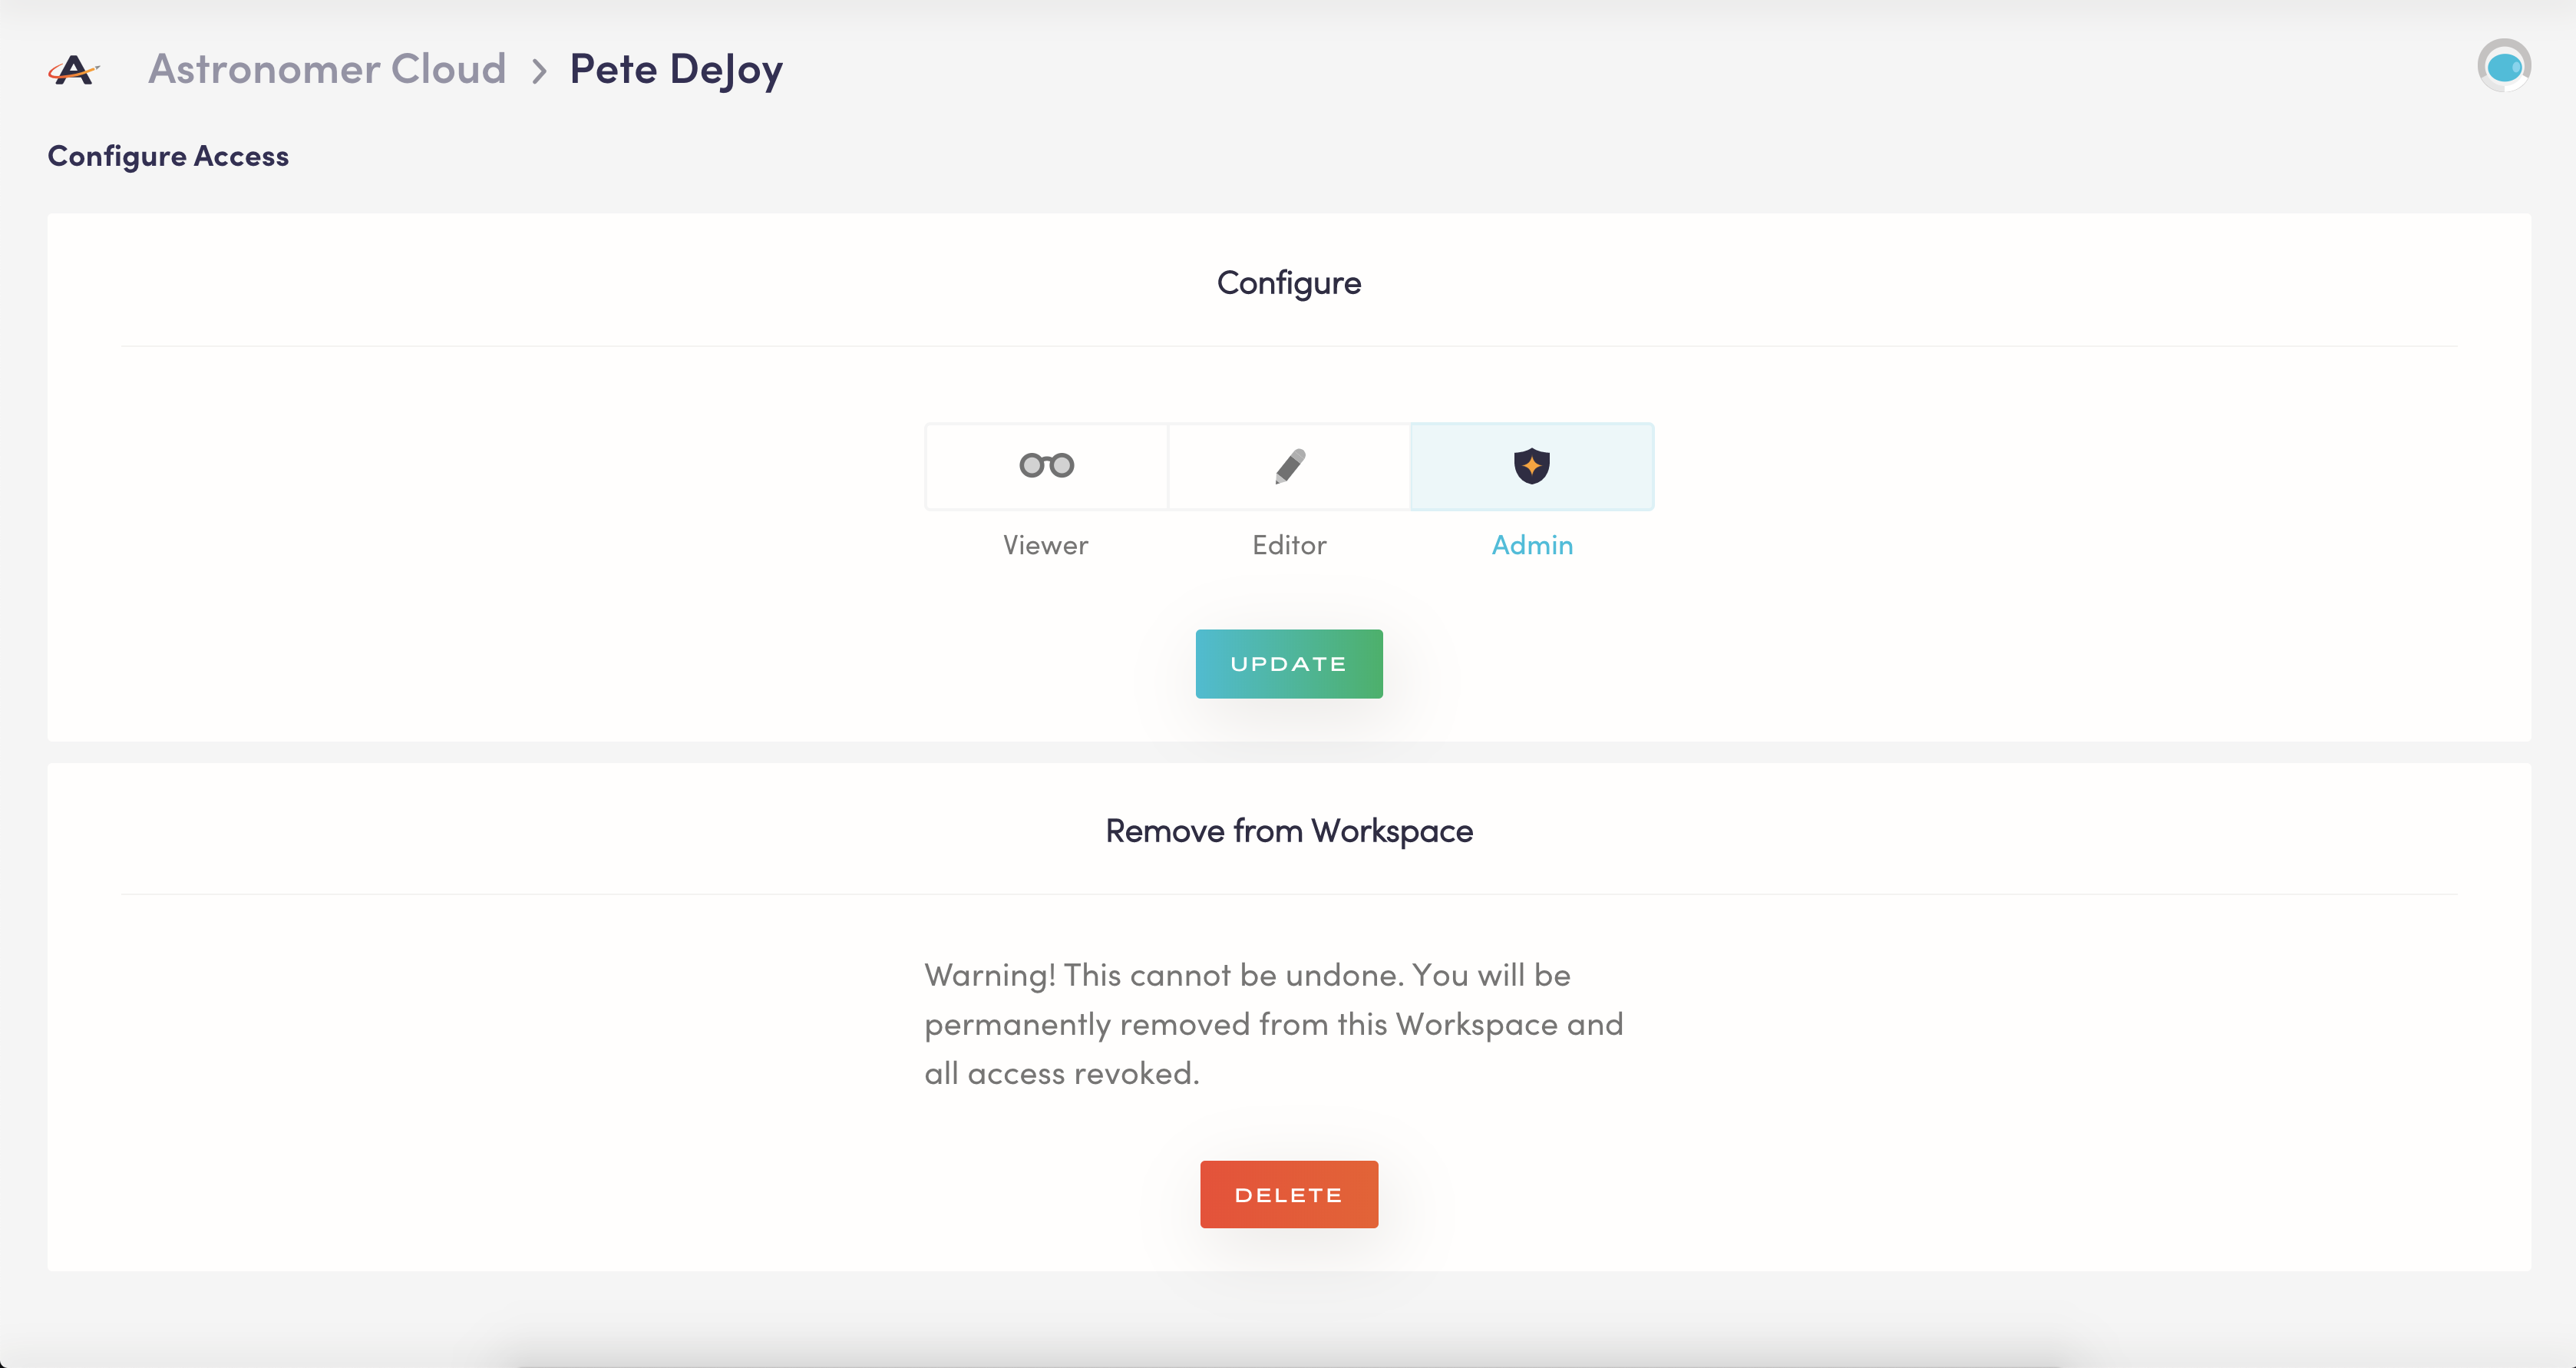 Astronomer Cloud > Pete DeJoy
Configure Access
Configure
Viewer
Editor
Admin
UPDATE
Remove from Workspace
Warning! This cannot be undone. You will be
permanently removed from this Workspace and
all access revoked.
DELETE